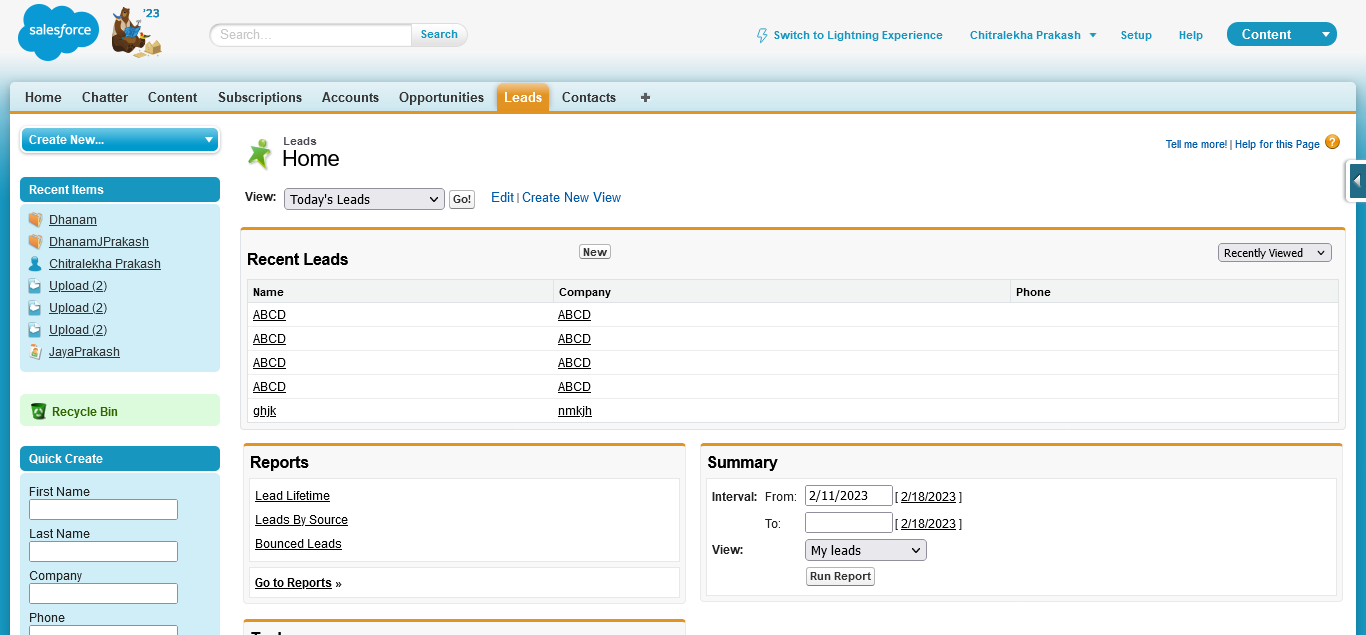 salesforce
'23
Search...
Search
Switch to Lightning Experience
Chitralekha Prakash
Setup
Help
Content
Home
Chatter
Content
Subscriptions
Accounts
Opportunities
Leads
Contacts
+
Create New...
Recent Items
Dhanam
DhanamJPrakash
Chitralekha Prakash
Upload (2)
Upload (2)
Upload (2)
JayaPrakash
Recycle Bin
Quick Create
First Name
Last Name
Company
Phone
Leads
Home
Tell me more! | Help for this Page ?
View: Today's Leads Go! Edit | Create New View
Recent Leads
New
Recently Viewed
Name Company Phone
ABCD ABCD
ABCD ABCD
ABCD ABCD
ABCD ABCD
ghjk nmkjh
Reports
Lead Lifetime
Leads By Source
Bounced Leads
Go to Reports »
Summary
Interval: From: 2/11/2023 [ 2/18/2023 ]
To: [ 2/18/2023 ]
View: My leads
Run Report